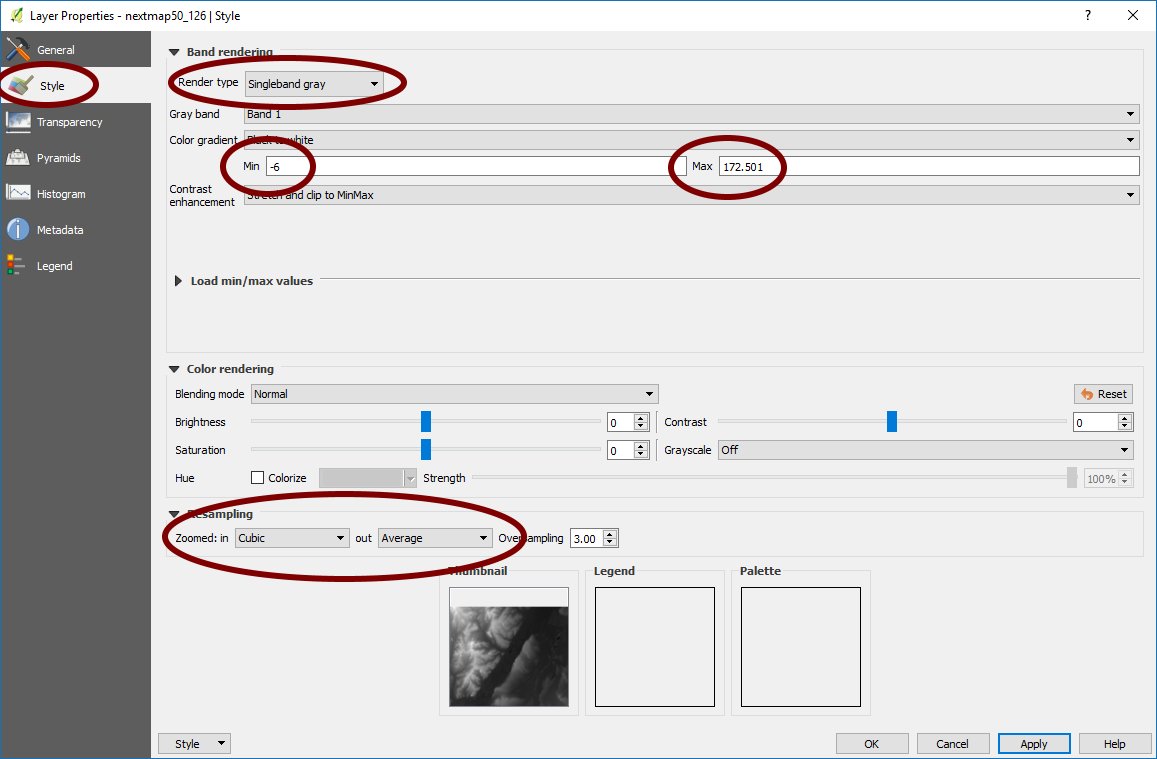 Layer Properties - nextmap50_126 | Style
General
Style
Transparency
Pyramids
Histogram
Metadata
Legend
Band rendering
Render type Singleband gray
Gray band Band 1
Color gradient Black to white
Min -6 Max 172.501
Contrast
enhancement Stretch and clip to MinMax
Load min/max values
Color rendering
Blending mode Normal Reset
Brightness 0 Contrast 0
Saturation 0 Grayscale Off
Hue Colorize Strength 100%
Resampling
Zoomed: in Cubic out Average Oversampling 3.00
Thumbnail Legend Palette
Style OK Cancel Apply Help